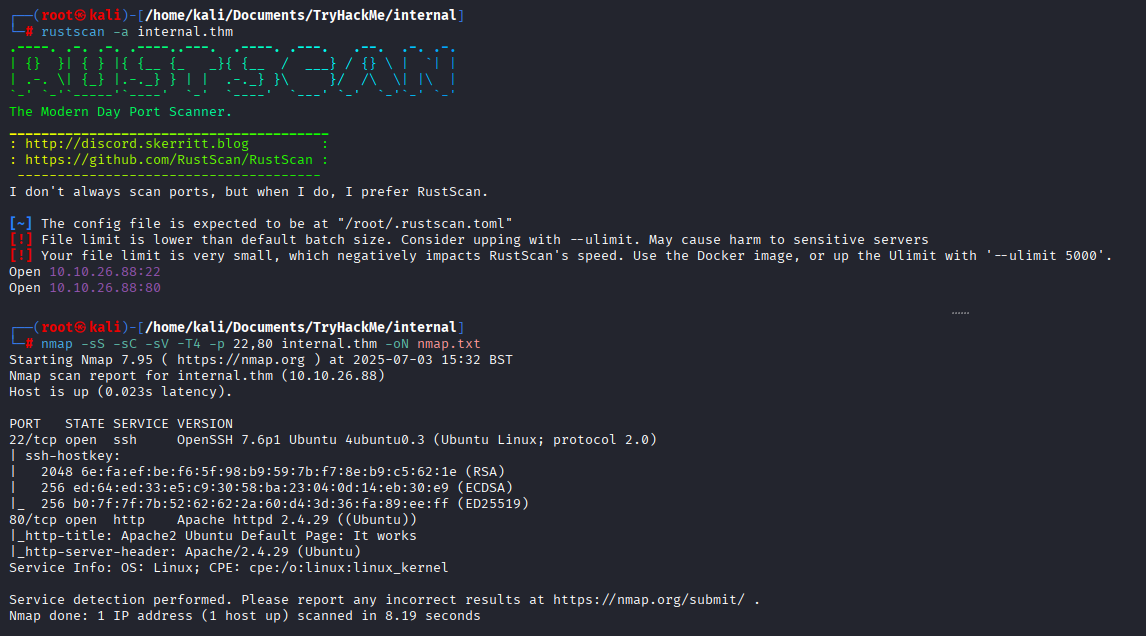 ┌──(root㉿kali)-[/home/kali/Documents/TryHackMe/internal]
└─# rustscan -a internal.thm
.----. .-. .-. .----..---.  .----. .---.   .--.  .-. .-.
| {}  }| { } |{ {__ {_   _}{ {__  /  ___} / {} \ |  `| |
| .-. \| {_} |.-._} } | |  .-._} }\     }/  /\  \| |\  |
`-' `-'`-----'`----'  `-'  `----'  `---' `-'  `-'`-' `-'
The Modern Day Port Scanner.
________________________________________
: http://discord.skerritt.blog         :
: https://github.com/RustScan/RustScan :
 --------------------------------------
I don't always scan ports, but when I do, I prefer RustScan.
[~] The config file is expected to be at "/root/.rustscan.toml"
[!] File limit is lower than default batch size. Consider upping with --ulimit. May cause harm to sensitive servers
[!] Your file limit is very small, which negatively impacts RustScan's speed. Use the Docker image, or up the Ulimit with '--ulimit 5000'.
Open 10.10.26.88:22
Open 10.10.26.88:80
......
┌──(root㉿kali)-[/home/kali/Documents/TryHackMe/internal]
└─# nmap -sS -sC -sV -T4 -p 22,80 internal.thm -oN nmap.txt
Starting Nmap 7.95 ( https://nmap.org ) at 2025-07-03 15:32 BST
Nmap scan report for internal.thm (10.10.26.88)
Host is up (0.023s latency).
PORT   STATE SERVICE VERSION
22/tcp open  ssh     OpenSSH 7.6p1 Ubuntu 4ubuntu0.3 (Ubuntu Linux; protocol 2.0)
| ssh-hostkey:
|   2048 6e:fa:ef:be:f6:5f:98:b9:59:7b:f7:8e:b9:c5:62:1e (RSA)
|   256 ed:64:ed:33:e5:c9:30:58:ba:23:04:0d:14:eb:30:e9 (ECDSA)
|_  256 b0:7f:7f:7b:52:62:62:2a:60:d4:3d:36:fa:89:ee:ff (ED25519)
80/tcp open  http    Apache httpd 2.4.29 ((Ubuntu))
|_http-title: Apache2 Ubuntu Default Page: It works
|_http-server-header: Apache/2.4.29 (Ubuntu)
Service Info: OS: Linux; CPE: cpe:/o:linux:linux_kernel
Service detection performed. Please report any incorrect results at https://nmap.org/submit/ .
Nmap done: 1 IP address (1 host up) scanned in 8.19 seconds